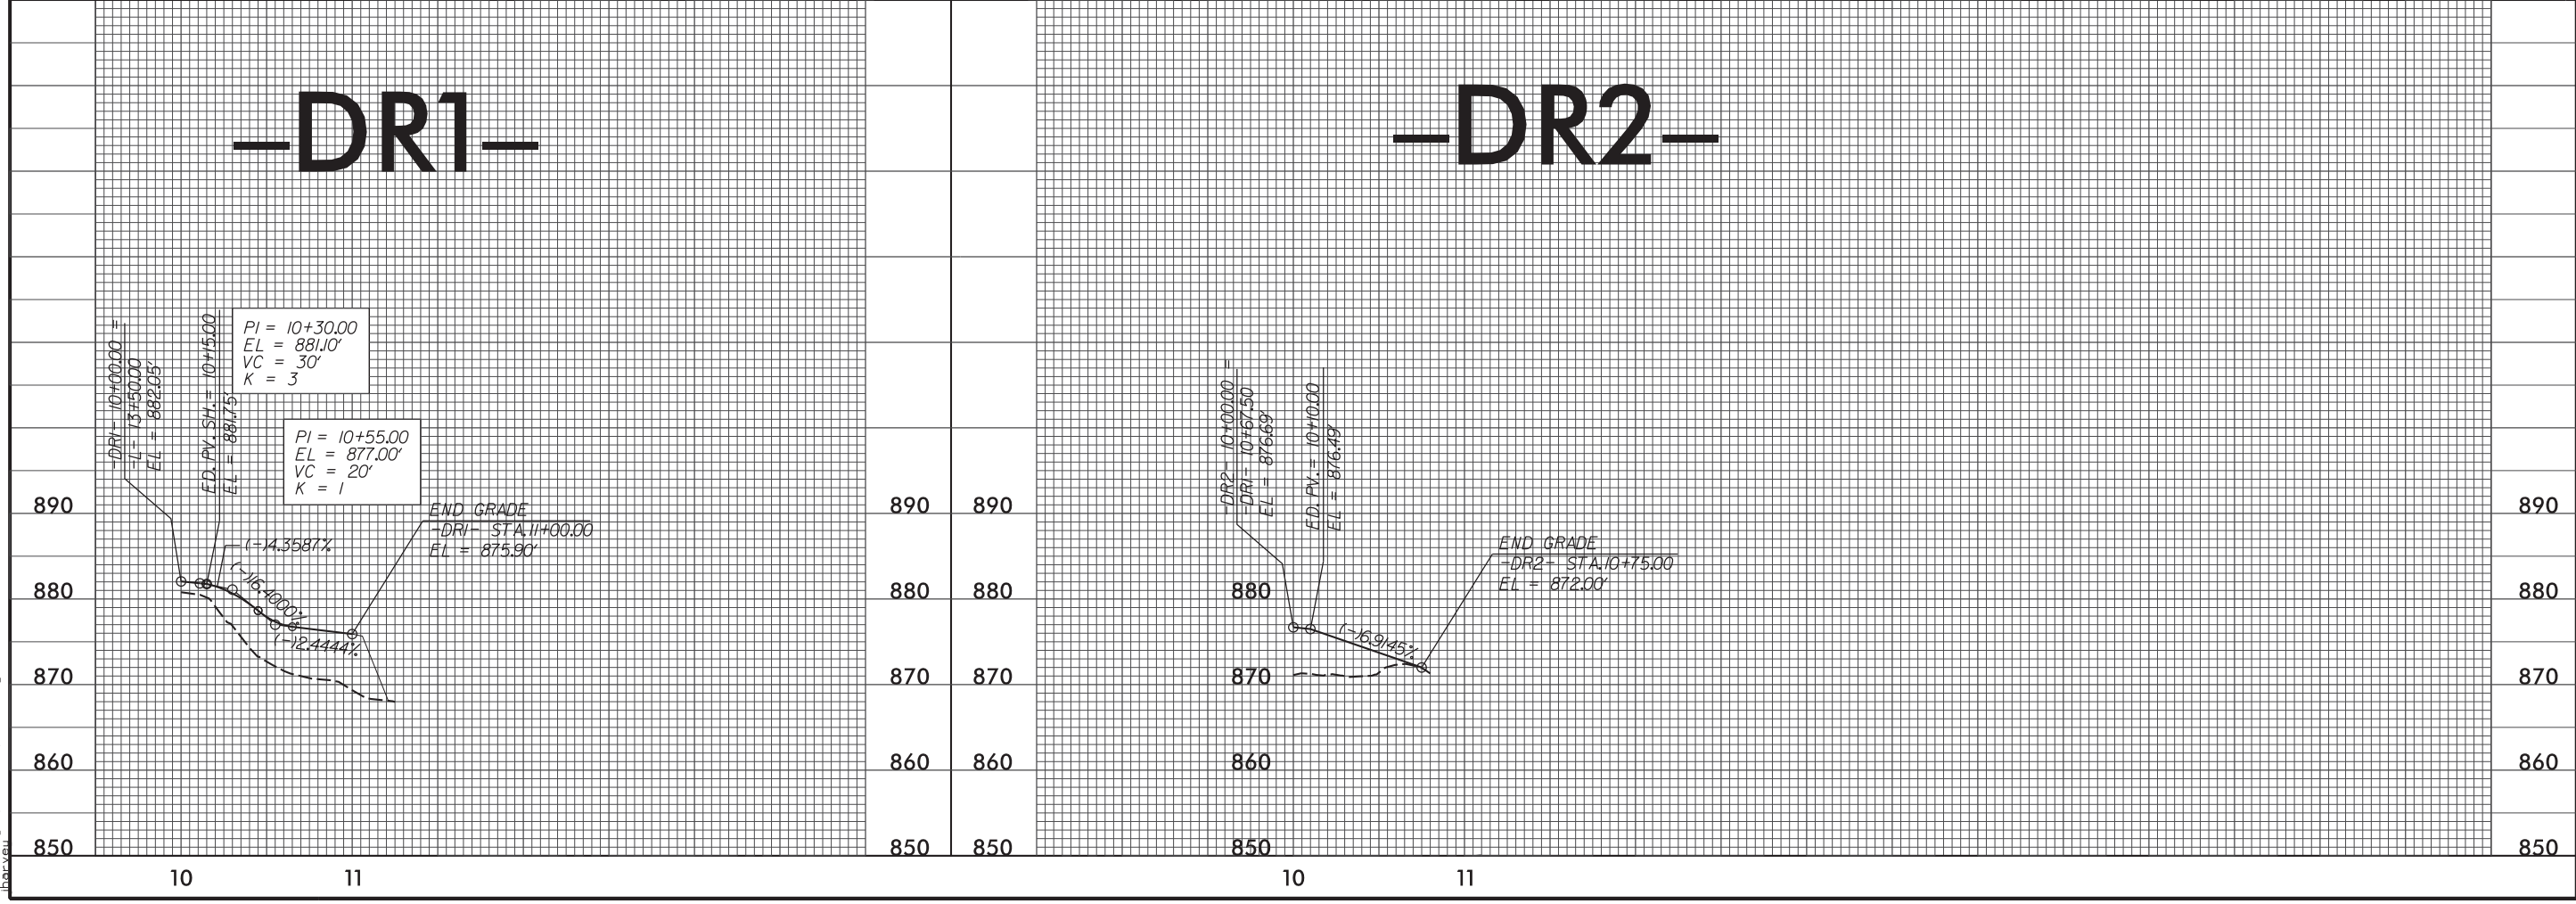 -DR1-
-DR2-
-DR1- 10+00.00 =
-L- 13+50.00
EL = 882.05'
ED. PV. SH. = 10+15.00
EL = 881.75'
PI = 10+30.00
EL = 881.10'
VC = 30'
K = 3
PI = 10+55.00
EL = 877.00'
VC = 20'
K = 1
END GRADE
-DR1- STA.11+00.00
EL = 875.90'
(-)4.3587%
(-)16.4000%
(-)2.4444%
-DR2- 10+00.00 =
-DR1- 10+67.50
EL = 876.69'
ED. PV. = 10+10.00
EL = 876.49'
END GRADE
-DR2- STA.10+75.00
EL = 872.00'
(-)6.9145%
890 890 890 890
880 880 880 880 880
870 870 870 870 870
860 860 860 860 860
850 850 850 850 850
10 11 10 11